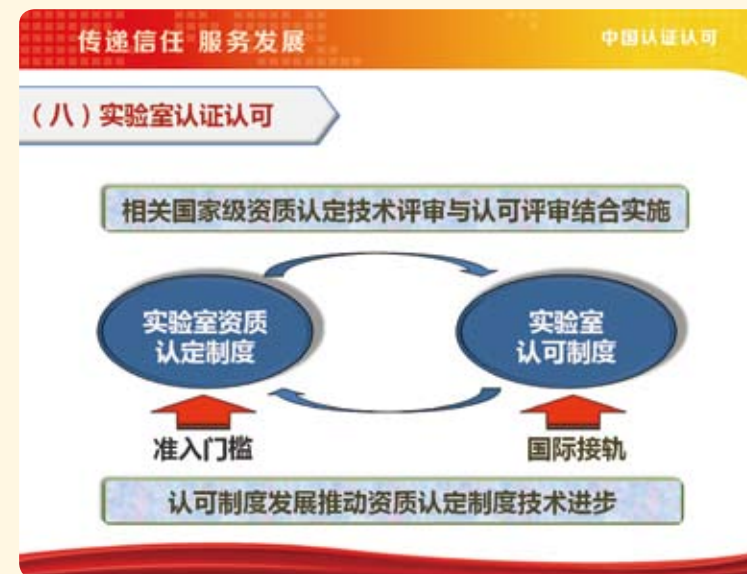 传递信任 服务发展
中国认证认可
（八）实验室认证认可
相关国家级资质认定技术评审与认可评审结合实施
实验室资质
认定制度
实验室
认可制度
准入门槛
国际接轨
认可制度发展推动资质认定制度技术进步